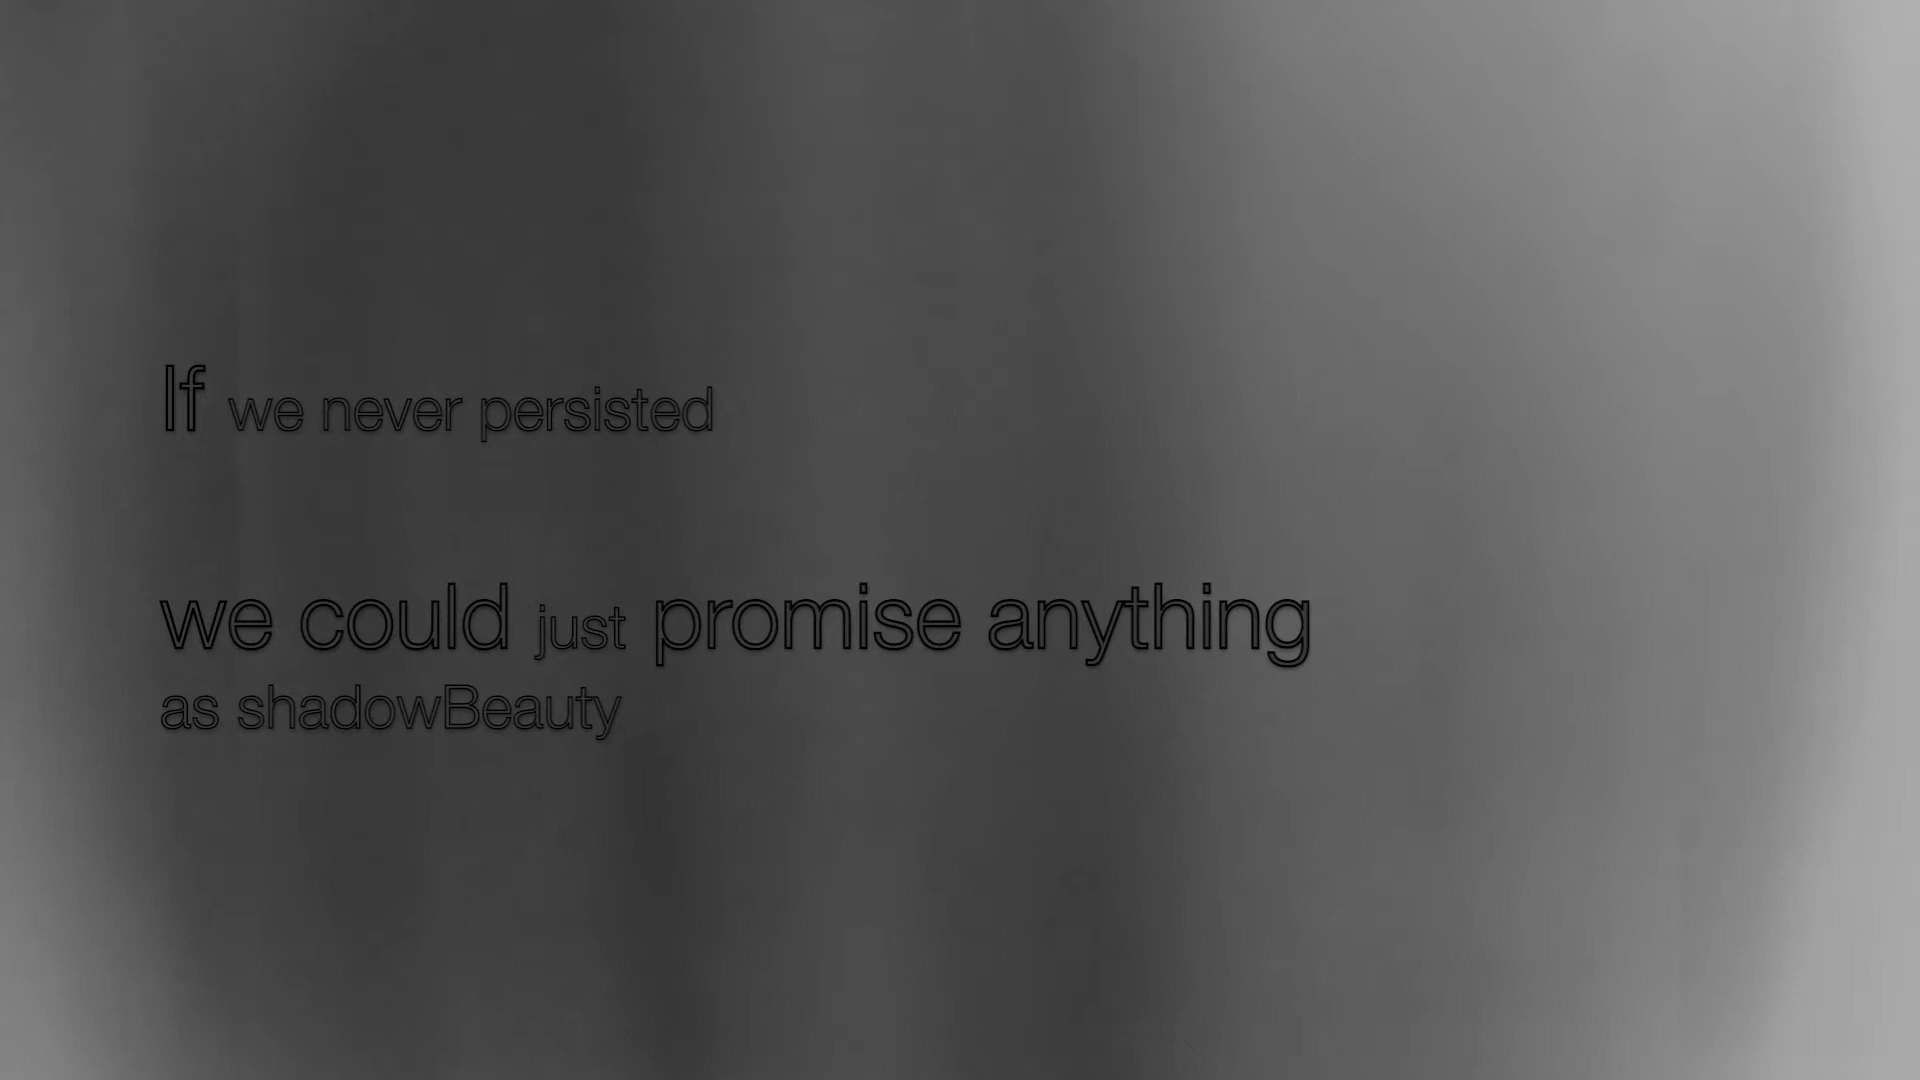 If we never persisted
we could just promise anything
as shadowBeauty